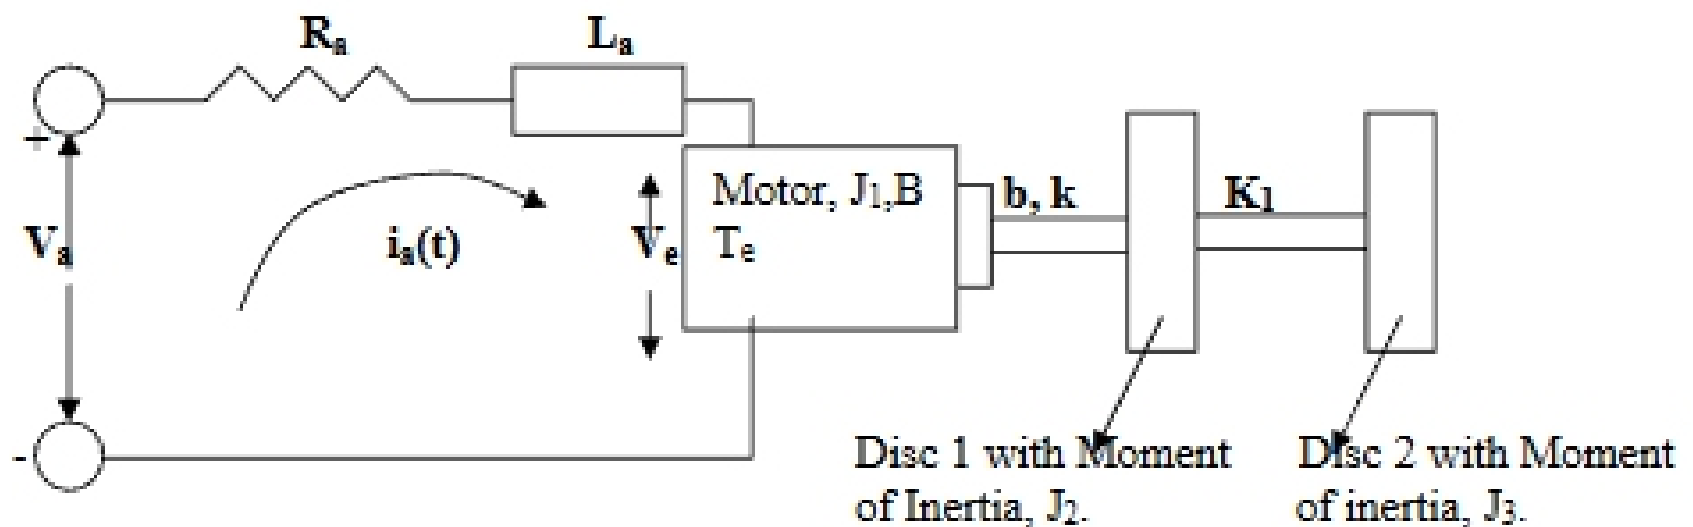 Rₐ
Lₐ
+
Vₐ
iₐ(t)
Vₑ
Motor, J₁,B
Tₑ
b, k
K₁
-
Disc 1 with Moment
of Inertia, J₂.
Disc 2 with Moment
of inertia, J₃.